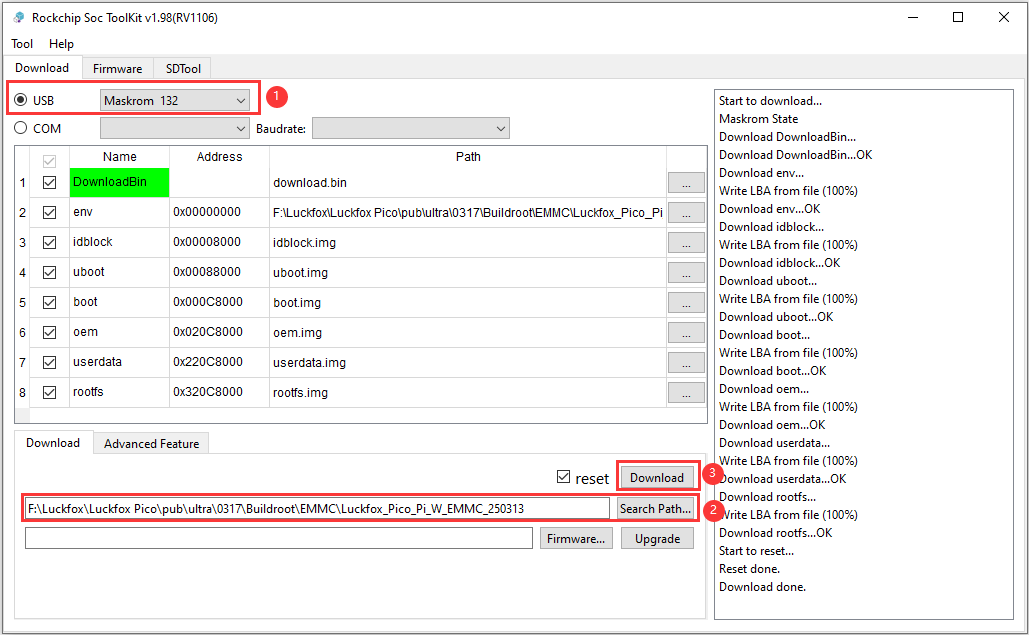 Rockchip Soc ToolKit v1.98(RV1106)
Tool Help
Download Firmware SDTool
USB Maskrom 132 1
COM Baudrate:
Name Address Path
1 DownloadBin download.bin ...
2 env 0x00000000 F:\Luckfox\Luckfox Pico\pub\ultra\0317\Buildroot\EMMC\Luckfox_Pico_Pi ...
3 idblock 0x00008000 idblock.img ...
4 uboot 0x00088000 uboot.img ...
5 boot 0x000C8000 boot.img ...
6 oem 0x020C8000 oem.img ...
7 userdata 0x220C8000 userdata.img ...
8 rootfs 0x320C8000 rootfs.img ...
Download Advanced Feature
reset Download 3
F:\Luckfox\Luckfox Pico\pub\ultra\0317\Buildroot\EMMC\Luckfox_Pico_Pi_W_EMMC_250313 Search Path... 2
Firmware... Upgrade
Start to download...
Maskrom State
Download DownloadBin...
Download DownloadBin...OK
Download env...
Write LBA from file (100%)
Download env...OK
Download idblock...
Write LBA from file (100%)
Download idblock...OK
Download uboot...
Write LBA from file (100%)
Download uboot...OK
Download boot...
Write LBA from file (100%)
Download boot...OK
Download oem...
Write LBA from file (100%)
Download oem...OK
Download userdata...
Write LBA from file (100%)
Download userdata...OK
Download rootfs...
Write LBA from file (100%)
Download rootfs...OK
Start to reset...
Reset done.
Download done.